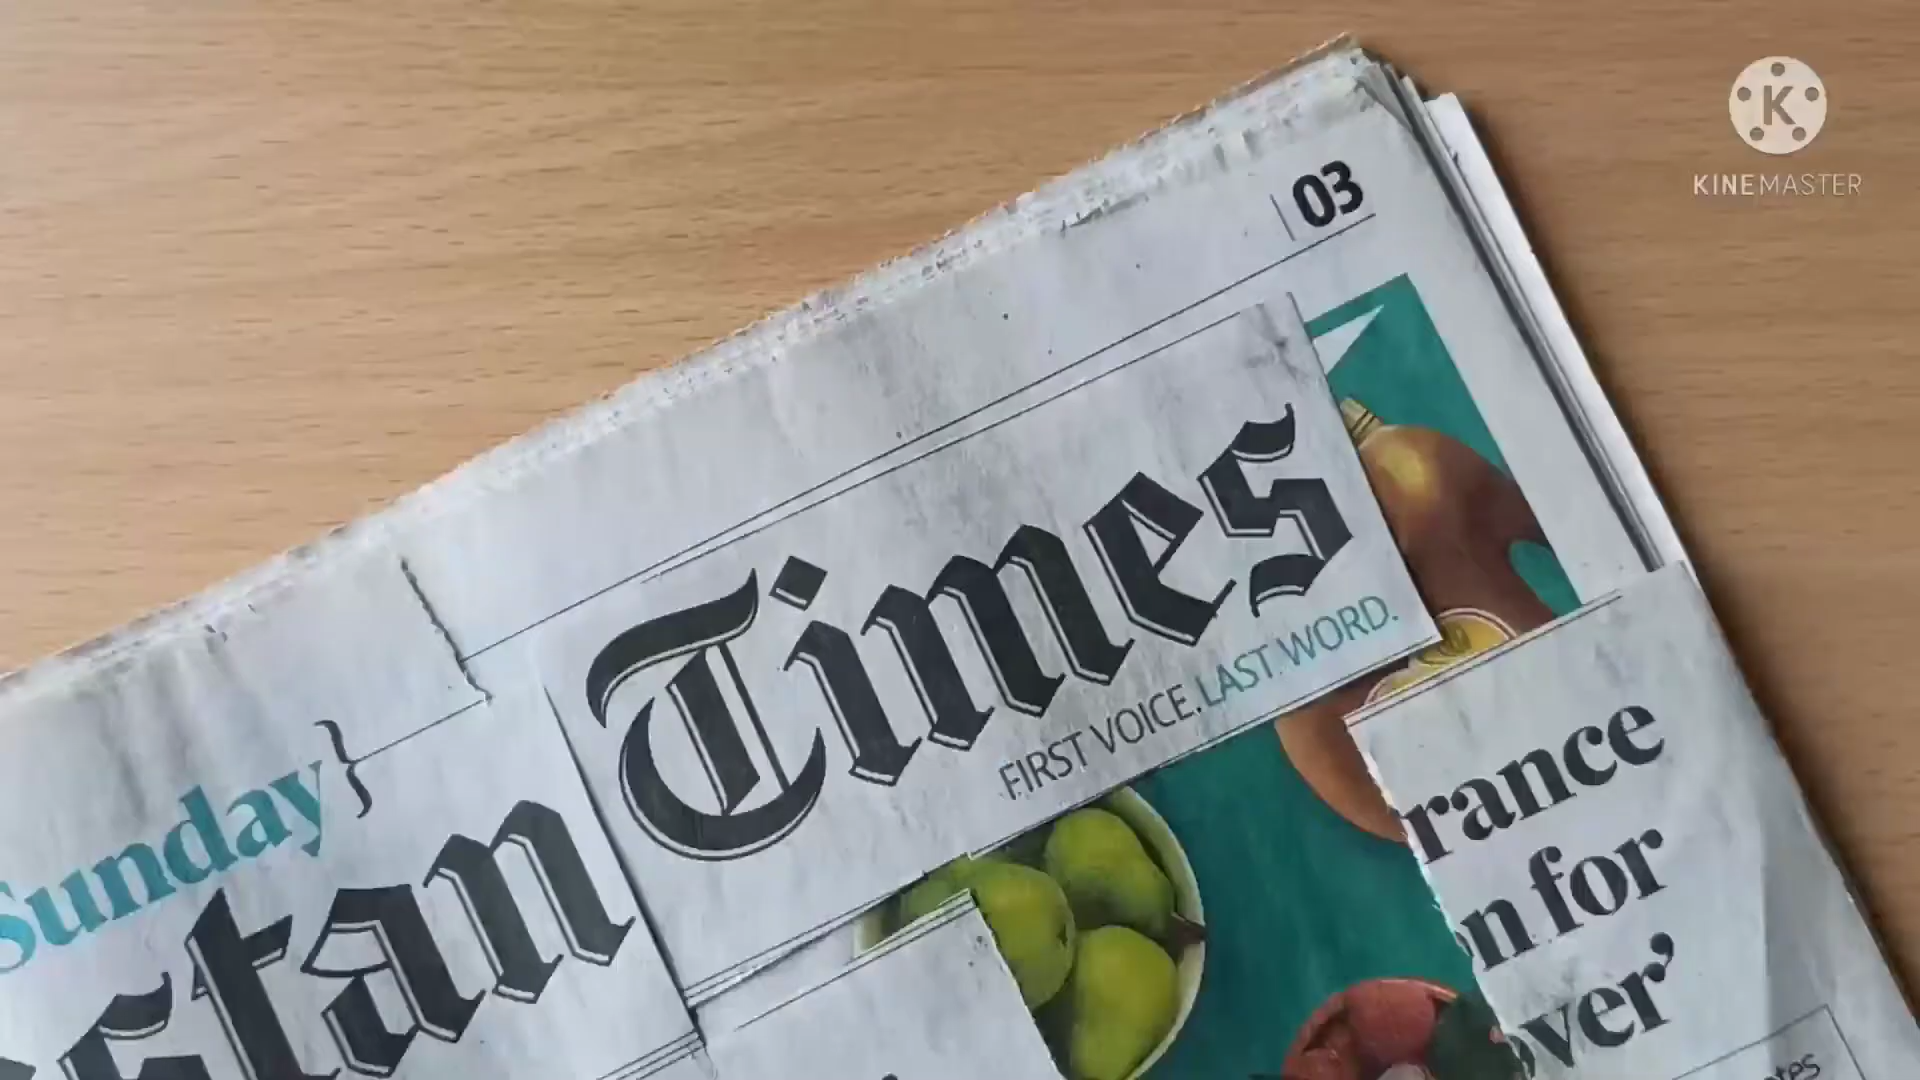 03
KINEMASTER
Sunday}
stan Times
FIRST VOICE. LAST WORD.
rance
n for
over’